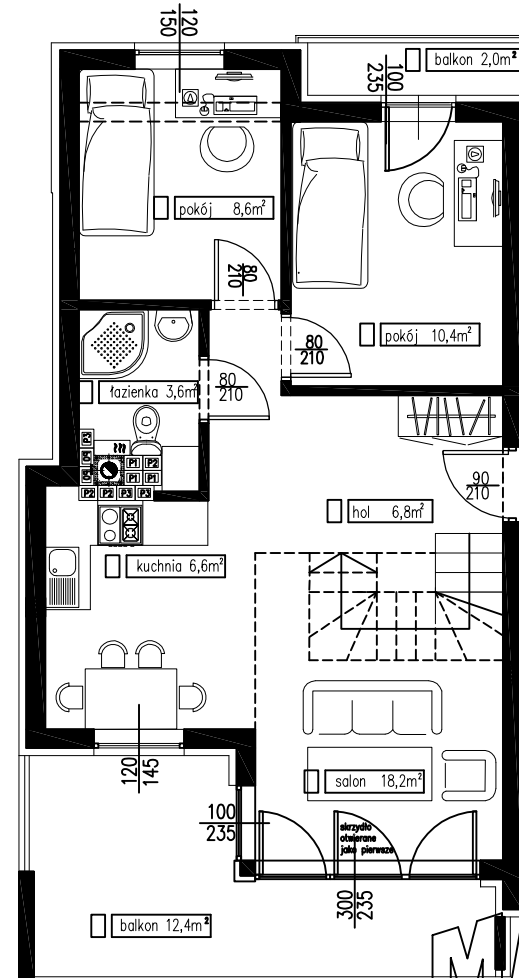 120
150
balkon 2,0m²
100
235
pokój 8,6m²
80
210
pokój 10,4m²
80
210
80
210
łazienka 3,6m²
P3
P1 P2
P1 P1
P2 P2 P3 P3
90
210
hol 6,8m²
kuchnia 6,6m²
salon 18,2m²
120
145
100
235
skrzydło
otwierane
jako pierwsze
300
235
balkon 12,4m²
M